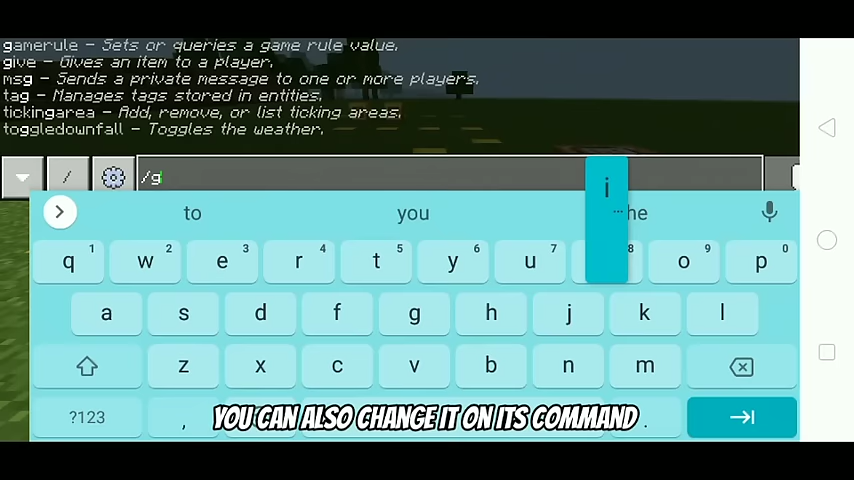 gamerule – Sets or queries a game rule value.
give – Gives an item to a player.
msg – Sends a private message to one or more players.
tag – Manages tags stored in entities.
tickingarea – Add, remove, or list ticking areas.
toggledownfall – Toggles the weather.
/ /g
i
to you ... he
q 1 w 2 e 3 r 4 t 5 y 6 u 7 8 o 9 p 0
a s d f g h j k l
z x c v b n m
?123 , .
YOU CAN ALSO CHANGE IT ON ITS COMMAND